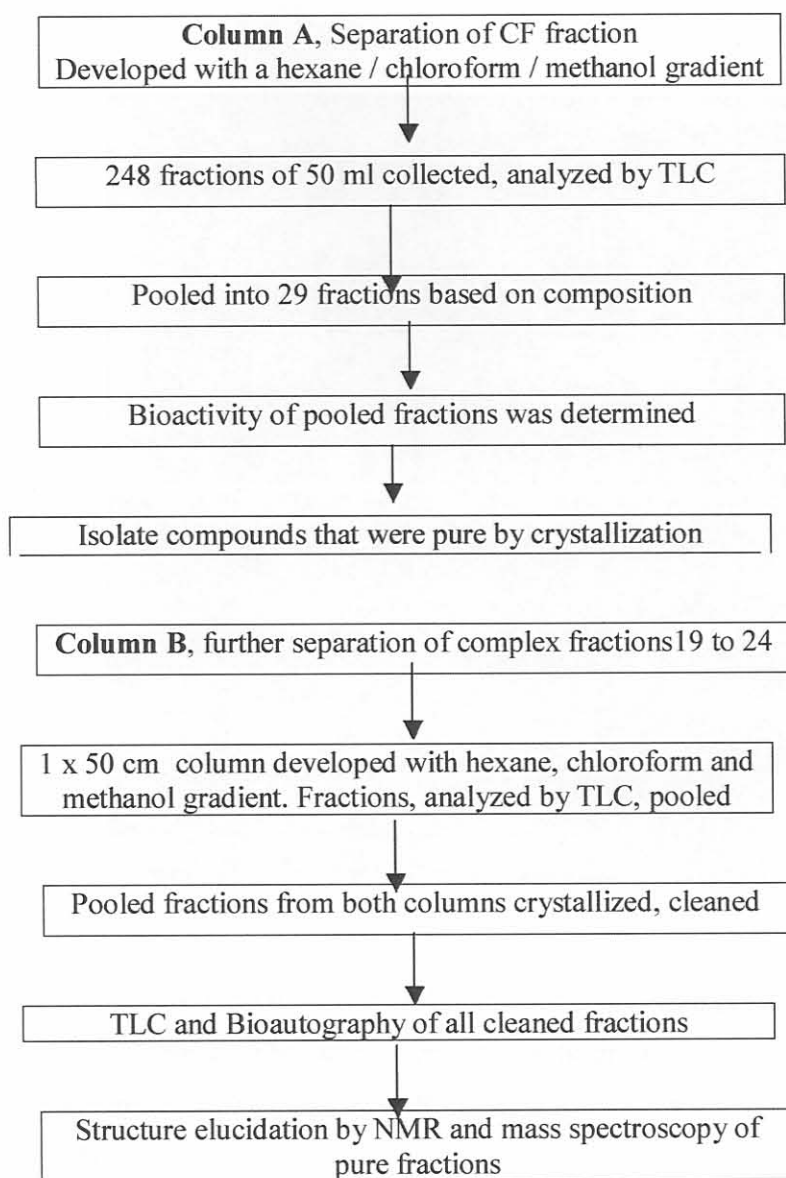 Column A, Separation of CF fraction
Developed with a hexane / chloroform / methanol gradient
248 fractions of 50 ml collected, analyzed by TLC
Pooled into 29 fractions based on composition
Bioactivity of pooled fractions was determined
Isolate compounds that were pure by crystallization
Column B, further separation of complex fractions19 to 24
1 x 50 cm column developed with hexane, chloroform and
methanol gradient. Fractions, analyzed by TLC, pooled
Pooled fractions from both columns crystallized, cleaned
TLC and Bioautography of all cleaned fractions
Structure elucidation by NMR and mass spectroscopy of
pure fractions